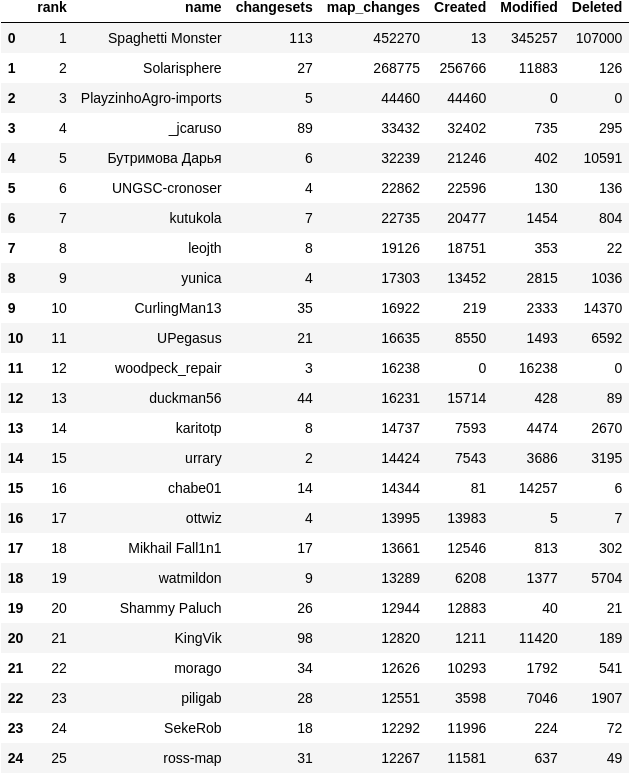 rank name changesets map_changes Created Modified Deleted
0 1 Spaghetti Monster 113 452270 13 345257 107000
1 2 Solarisphere 27 268775 256766 11883 126
2 3 PlayzinhoAgro-imports 5 44460 44460 0 0
3 4 _jcaruso 89 33432 32402 735 295
4 5 Бутримова Дарья 6 32239 21246 402 10591
5 6 UNGSC-cronoser 4 22862 22596 130 136
6 7 kutukola 7 22735 20477 1454 804
7 8 leojth 8 19126 18751 353 22
8 9 yunica 4 17303 13452 2815 1036
9 10 CurlingMan13 35 16922 219 2333 14370
10 11 UPegasus 21 16635 8550 1493 6592
11 12 woodpeck_repair 3 16238 0 16238 0
12 13 duckman56 44 16231 15714 428 89
13 14 karitotp 8 14737 7593 4474 2670
14 15 urrary 2 14424 7543 3686 3195
15 16 chabe01 14 14344 81 14257 6
16 17 ottwiz 4 13995 13983 5 7
17 18 Mikhail Fall1n1 17 13661 12546 813 302
18 19 watmildon 9 13289 6208 1377 5704
19 20 Shammy Paluch 26 12944 12883 40 21
20 21 KingVik 98 12820 1211 11420 189
21 22 morago 34 12626 10293 1792 541
22 23 piligab 28 12551 3598 7046 1907
23 24 SekeRob 18 12292 11996 224 72
24 25 ross-map 31 12267 11581 637 49